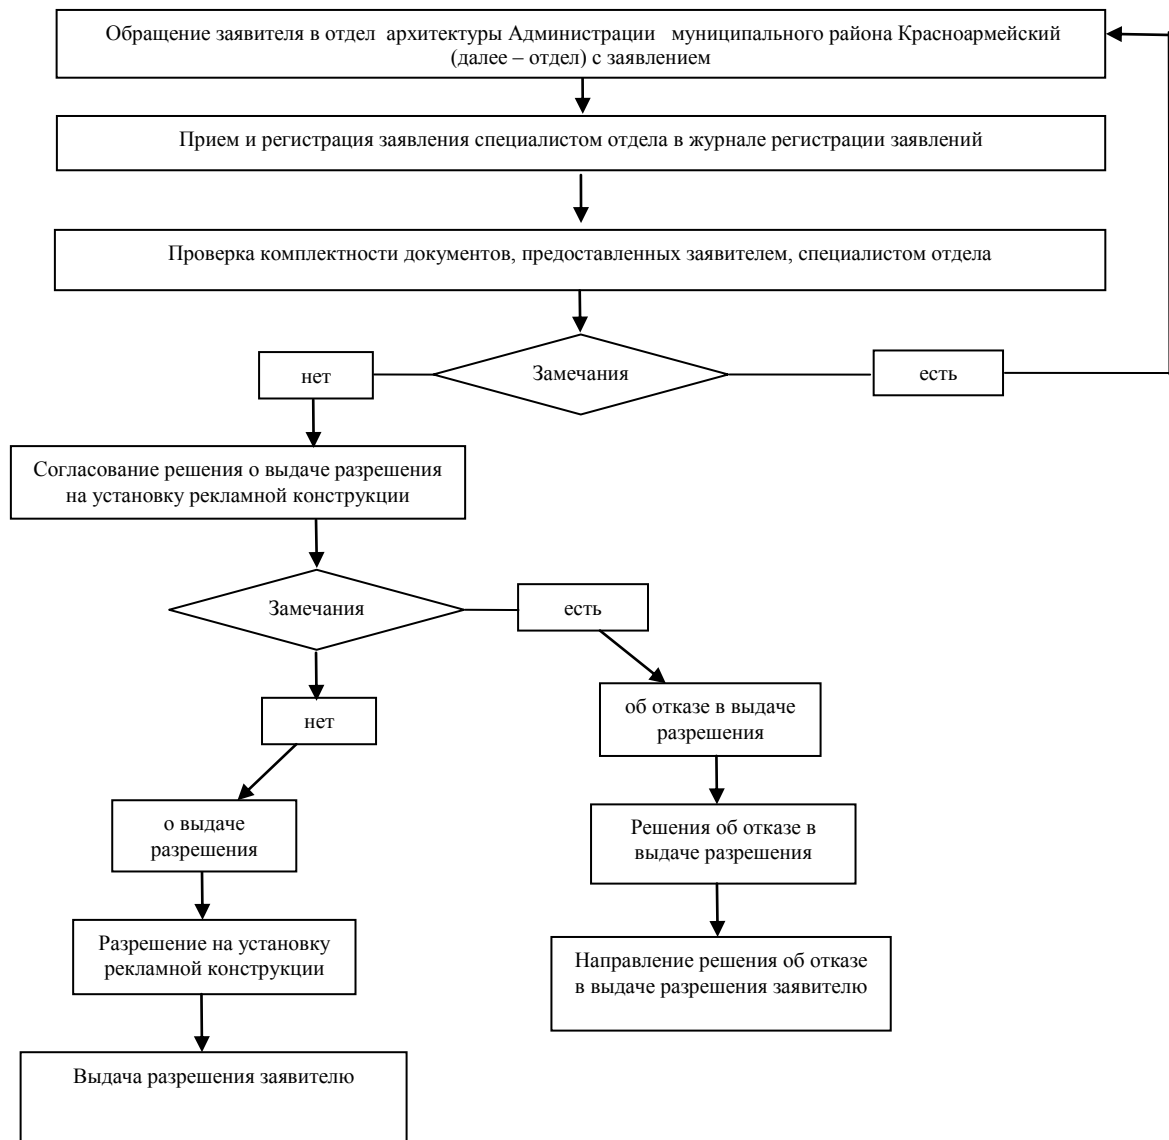 Обращение заявителя в отдел архитектуры Администрации муниципального района Красноармейский
(далее – отдел) с заявлением
Прием и регистрация заявления специалистом отдела в журнале регистрации заявлений
Проверка комплектности документов, предоставленных заявителем, специалистом отдела
нет
Замечания
есть
Согласование решения о выдаче разрешения
на установку рекламной конструкции
Замечания
есть
нет
об отказе в выдаче
разрешения
о выдаче
разрешения
Решения об отказе в
выдаче разрешения
Разрешение на установку
рекламной конструкции
Направление решения об отказе
в выдаче разрешения заявителю
Выдача разрешения заявителю